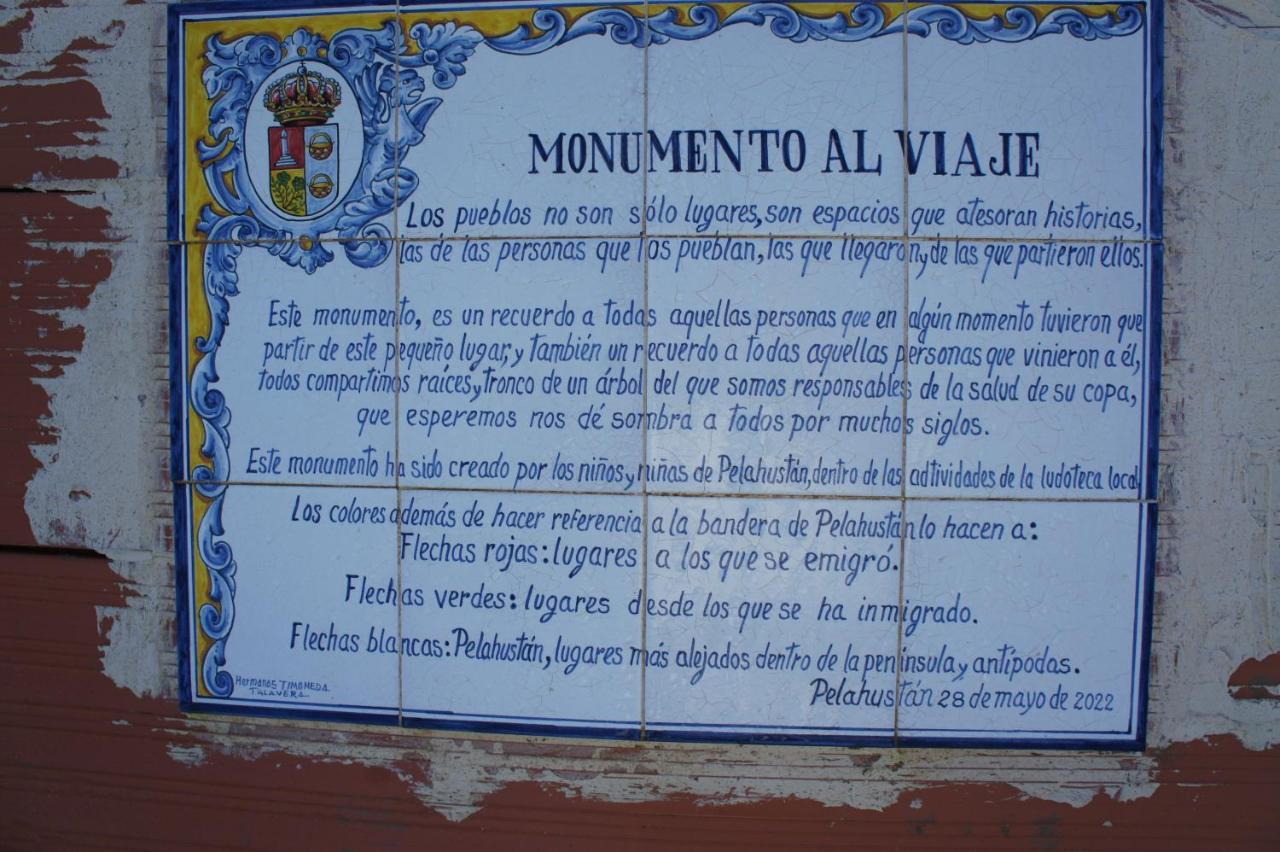 MONUMENTO AL VIAJE
Los pueblos no son sólo lugares, son espacios que atesoran historias,
las de las personas que los pueblan, las que llegaron, y de las que partieron ellos.
Este monumento, es un recuerdo a todas aquellas personas que en algún momento tuvieron que
partir de este pequeño lugar, y también un recuerdo a todas aquellas personas que vinieron a él,
todos compartimos raíces, y tronco de un árbol del que somos responsables de la salud de su copa,
que esperemos nos dé sombra a todos por muchos siglos.
Este monumento ha sido creado por los niños, y niñas de Pelahustán, dentro de las adtividades de la ludoteca local
Los colores además de hacer referencia a la bandera de Pelahustán lo hacen a:
Flechas rojas: lugares a los que se emigró.
Flechas verdes: lugares desde los que se ha inmigrado.
Flechas blancas: Pelahustán, lugares más alejados dentro de la península y antípodas.
Pelahustán 28 de mayo de 2022
Hermanos TIMONEDA
TALAVERA